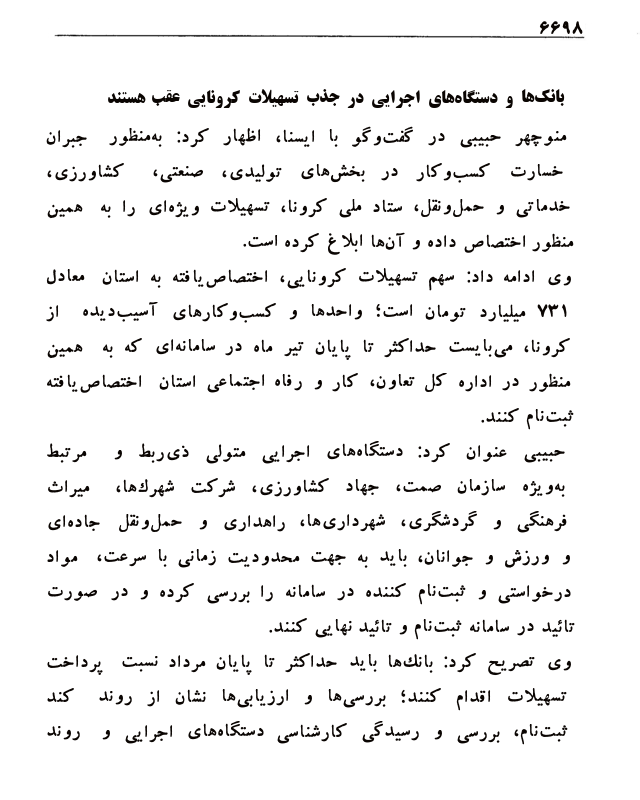 ۶۶۹۸
بانک‌ها و دستگاه‌های اجرایی در جذب تسهیلات کرونایی عقب هستند
منوچهر حبیبی در گفت‌وگو با ایسنا، اظهار کرد: به‌منظور جبران
خسارت کسب‌وکار در بخش‌های تولیدی، صنعتی، کشاورزی،
خدماتی و حمل‌ونقل، ستاد ملی کرونا، تسهیلات ویژه‌ای را به همین
منظور اختصاص داده و آن‌ها ابلاغ کرده است.
وی ادامه داد: سهم تسهیلات کرونایی، اختصاص‌یافته به استان معادل
۷۳۱ میلیارد تومان است؛ واحدها و کسب‌وکارهای آسیب‌دیده از
کرونا، می‌بایست حداکثر تا پایان تیر ماه در سامانه‌ای که به همین
منظور در اداره کل تعاون، کار و رفاه اجتماعی استان اختصاص‌یافته
ثبت‌نام کنند.
حبیبی عنوان کرد: دستگاه‌های اجرایی متولی ذی‌ربط و مرتبط
به‌ویژه سازمان صمت، جهاد کشاورزی، شرکت شهرک‌ها، میراث
فرهنگی و گردشگری، شهرداری‌ها، راهداری و حمل‌ونقل جاده‌ای
و ورزش و جوانان، باید به جهت محدودیت زمانی با سرعت، مواد
درخواستی و ثبت‌نام کننده در سامانه را بررسی کرده و در صورت
تائید در سامانه ثبت‌نام و تائید نهایی کنند.
وی تصریح کرد: بانک‌ها باید حداکثر تا پایان مرداد نسبت پرداخت
تسهیلات اقدام کنند؛ بررسی‌ها و ارزیابی‌ها نشان از روند کند
ثبت‌نام، بررسی و رسیدگی کارشناسی دستگاه‌های اجرایی و روند